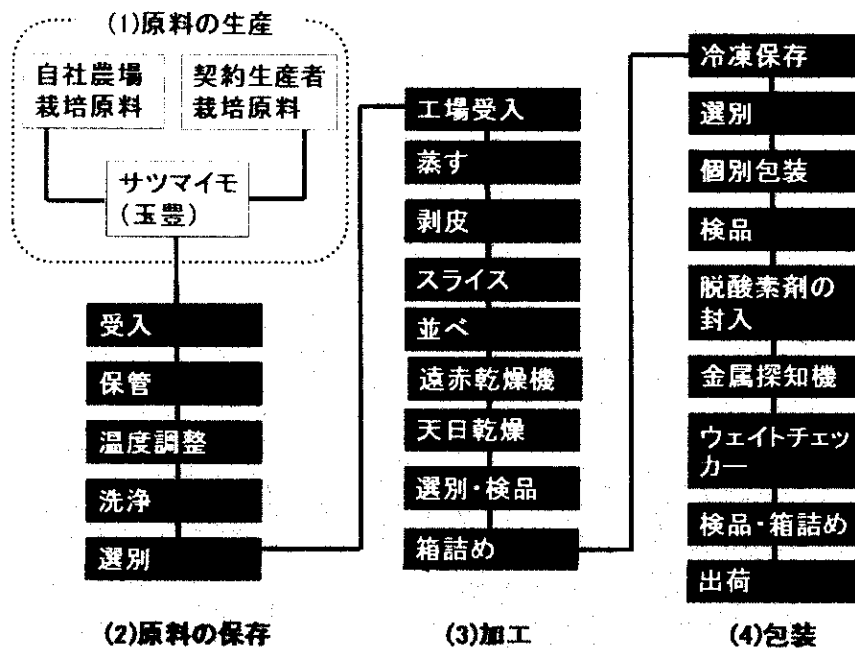 (1)原料の生産
自社農場
栽培原料
契約生産者
栽培原料
サツマイモ
(玉豊)
受入
保管
温度調整
洗浄
選別
(2)原料の保存
工場受入
蒸す
剥皮
スライス
並べ
遠赤乾燥機
天日乾燥
選別・検品
箱詰め
(3)加工
冷凍保存
選別
個別包装
検品
脱酸素剤の
封入
金属探知機
ウェイトチェッ
カー
検品・箱詰め
出荷
(4)包装